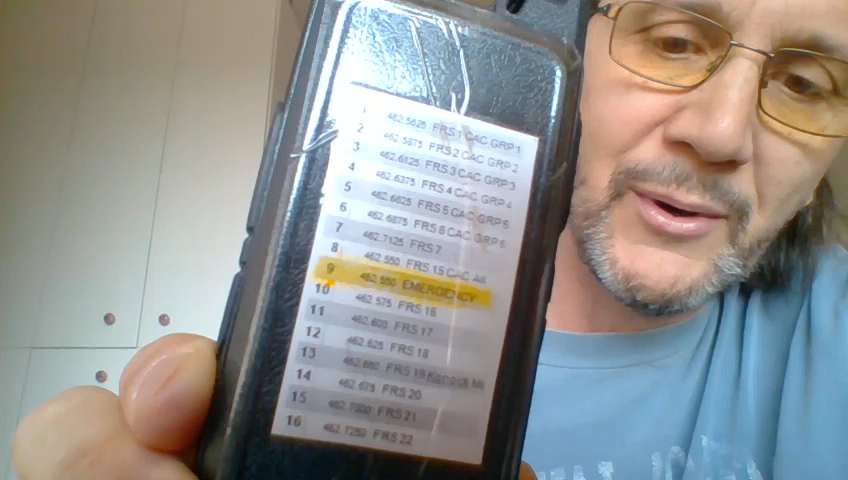 1 462.5625 FRS 1 CAC GRP 1
2 462.5875 FRS 2 CAC GRP 2
3 462.6125 FRS 3 CAC GRP 3
4 462.6375 FRS 4 CAC GRP 4
5 462.6625 FRS 5 CAC GRP 5
6 462.6875 FRS 6 CAC GRP 6
7 462.7125 FRS 7
8 462.550 FRS 15 CAC All
9 462.550 EMERGENCY
10 462.575 FRS 16
11 462.600 FRS 17
12 462.625 FRS 18
13 462.650 FRS 19
14 462.675 FRS 20
15 462.7000 FRS 21
16 462.7250 FRS 22